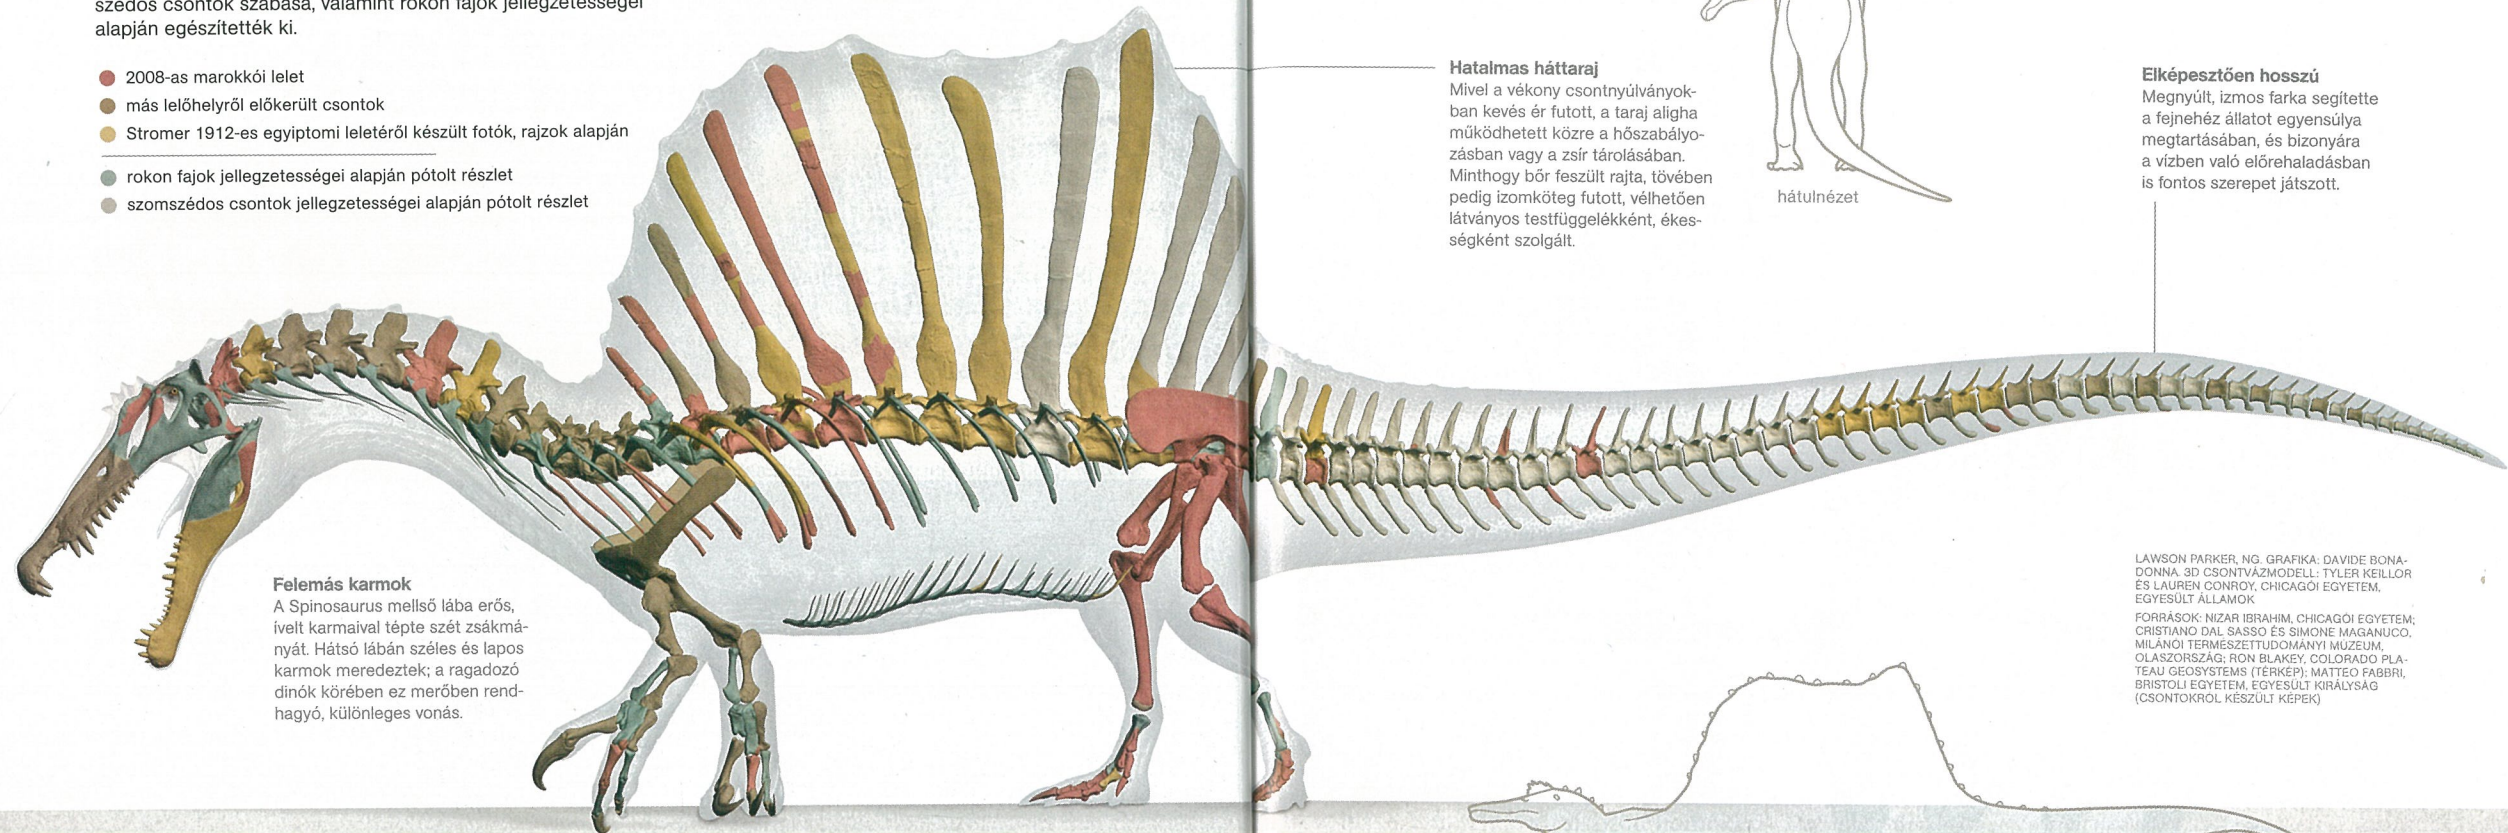 szédos csontok szabása, valamint rokon fajok jellegzetességei
alapján egészítették ki.
2008-as marokkói lelet
más lelőhelyről előkerült csontok
Stromer 1912-es egyiptomi leletéről készült fotók, rajzok alapján
rokon fajok jellegzetességei alapján pótolt részlet
szomszédos csontok jellegzetességei alapján pótolt részlet
Felemás karmok
A Spinosaurus mellső lába erős,
ívelt karmaival tépte szét zsákmá-
nyát. Hátsó lábán széles és lapos
karmok meredeztek; a ragadozó
dinók körében ez merőben rend-
hagyó, különleges vonás.
Hatalmas háttaraj
Mivel a vékony csontnyúlványok-
ban kevés ér futott, a taraj aligha
működhetett közre a hőszabályo-
zásban vagy a zsír tárolásában.
Minthogy bőr feszült rajta, tövében
pedig izomköteg futott, vélhetően
látványos testfüggelékként, ékes-
ségként szolgált.
hátulnézet
Elképesztően hosszú
Megnyúlt, izmos farka segítette
a fejnehéz állatot egyensúlya
megtartásában, és bizonyára
a vízben való előrehaladásban
is fontos szerepet játszott.
LAWSON PARKER, NG. GRAFIKA: DAVIDE BONA-
DONNA. 3D CSONTVÁZMODELL: TYLER KEILLOR
ÉS LAUREN CONROY, CHICAGÓI EGYETEM,
EGYESÜLT ÁLLAMOK
FORRÁSOK: NIZAR IBRAHIM, CHICAGÓI EGYETEM;
CRISTIANO DAL SASSO ÉS SIMONE MAGANUCO,
MILÁNÓI TERMÉSZETTUDOMÁNYI MÚZEUM,
OLASZORSZÁG; RON BLAKEY, COLORADO PLA-
TEAU GEOSYSTEMS (TÉRKÉP); MATTEO FABBRI,
BRISTOLI EGYETEM, EGYESÜLT KIRÁLYSÁG
(CSONTOKRÓL KÉSZÜLT KÉPEK)